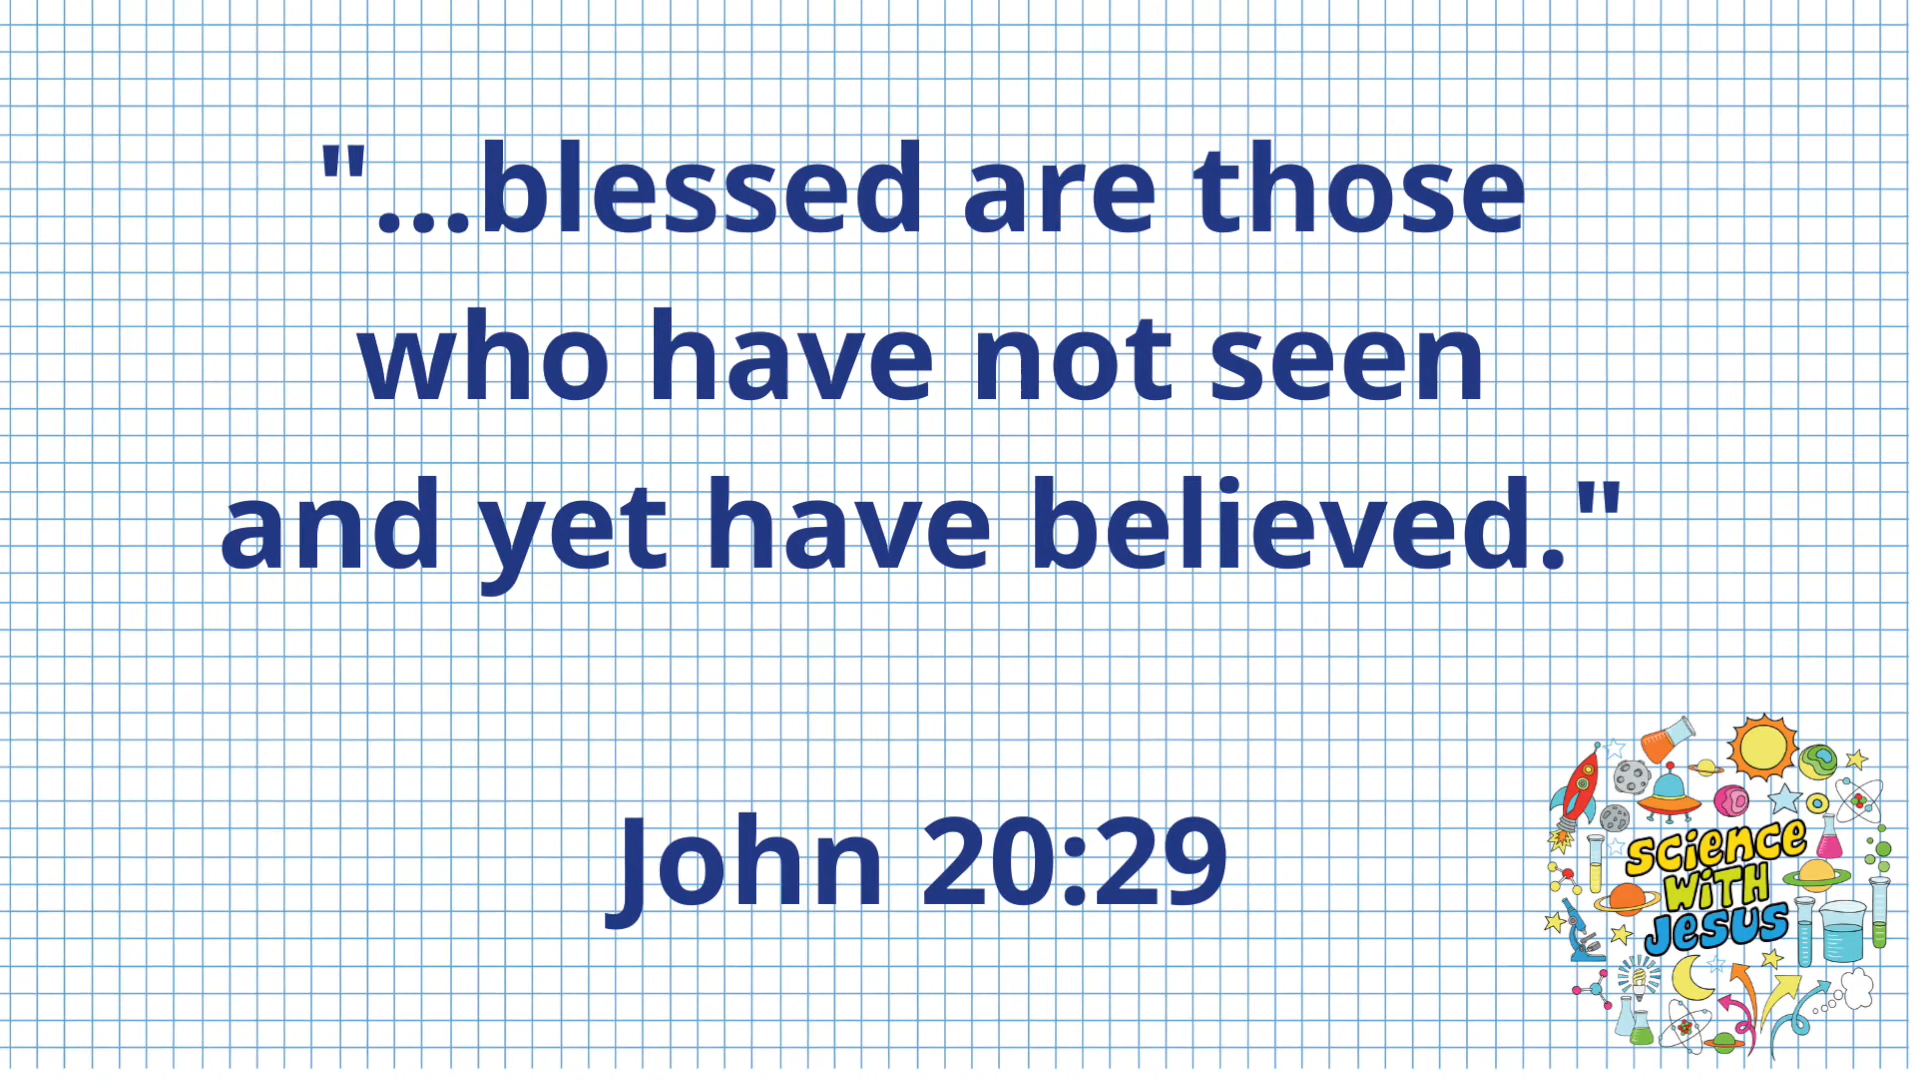 "...blessed are those
who have not seen
and yet have believed."
John 20:29
science
WiTH
Jesus